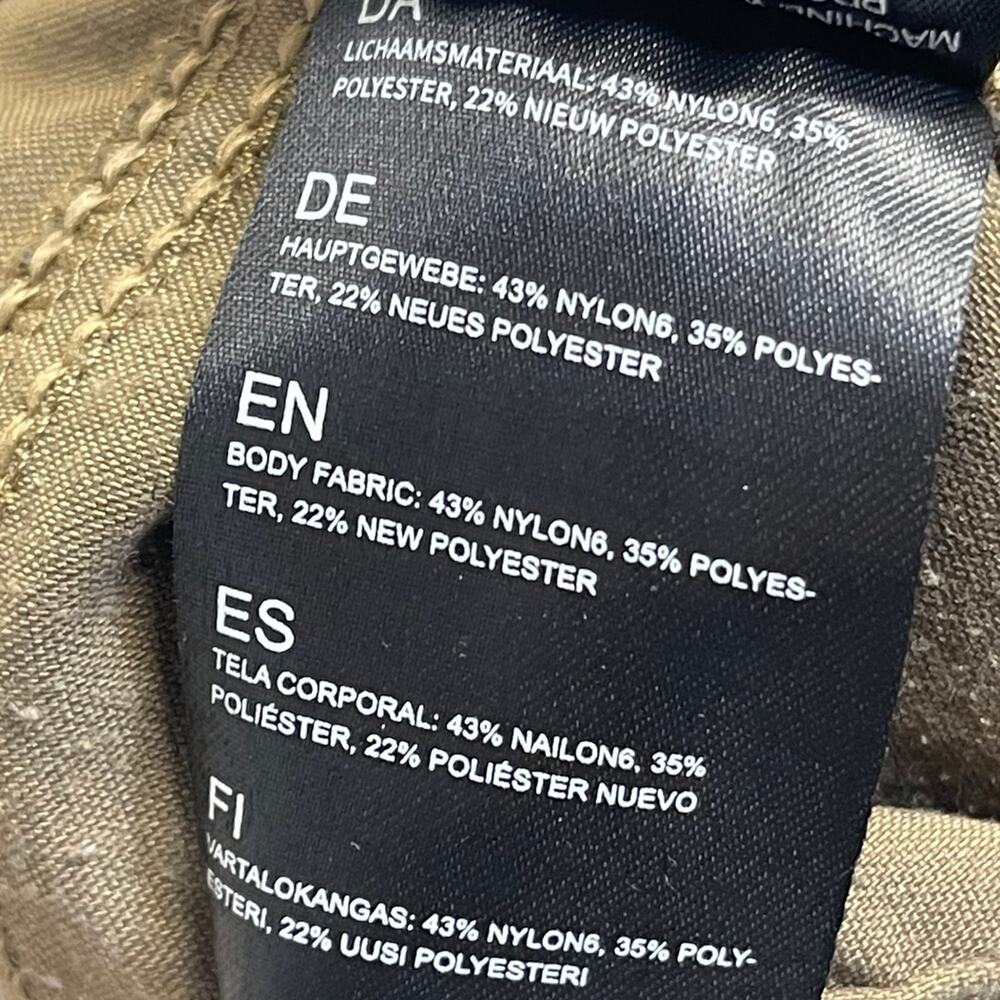 MACHINE
DA
LICHAAMSMATERIAAL: 43% NYLON6, 35%
POLYESTER, 22% NIEUW POLYESTER
DE
HAUPTGEWEBE: 43% NYLON6, 35% POLYES-
TER, 22% NEUES POLYESTER
EN
BODY FABRIC: 43% NYLON6, 35% POLYES-
TER, 22% NEW POLYESTER
ES
TELA CORPORAL: 43% NAILON6, 35%
POLIÉSTER, 22% POLIÉSTER NUEVO
FI
VARTALOKANGAS: 43% NYLON6, 35% POLY-
ESTERI, 22% UUSI POLYESTERI